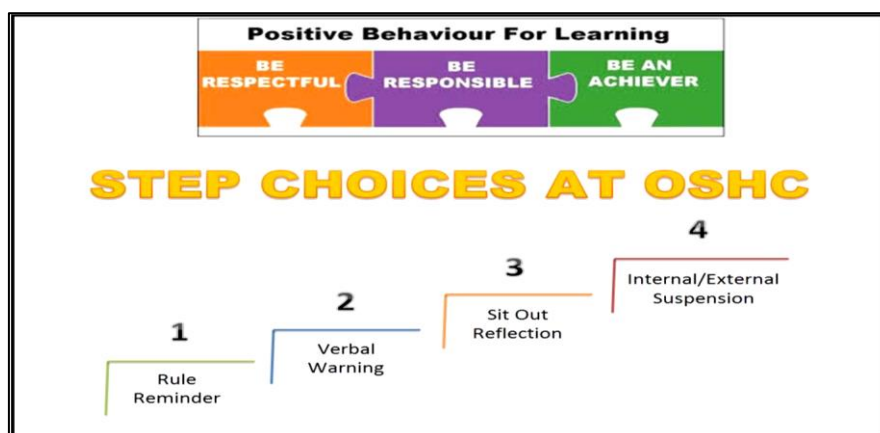 Positive Behaviour For Learning
BE RESPECTFUL
BE RESPONSIBLE
BE AN ACHIEVER
STEP CHOICES AT OSHC
1
Rule
Reminder
2
Verbal
Warning
3
Sit Out
Reflection
4
Internal/External
Suspension